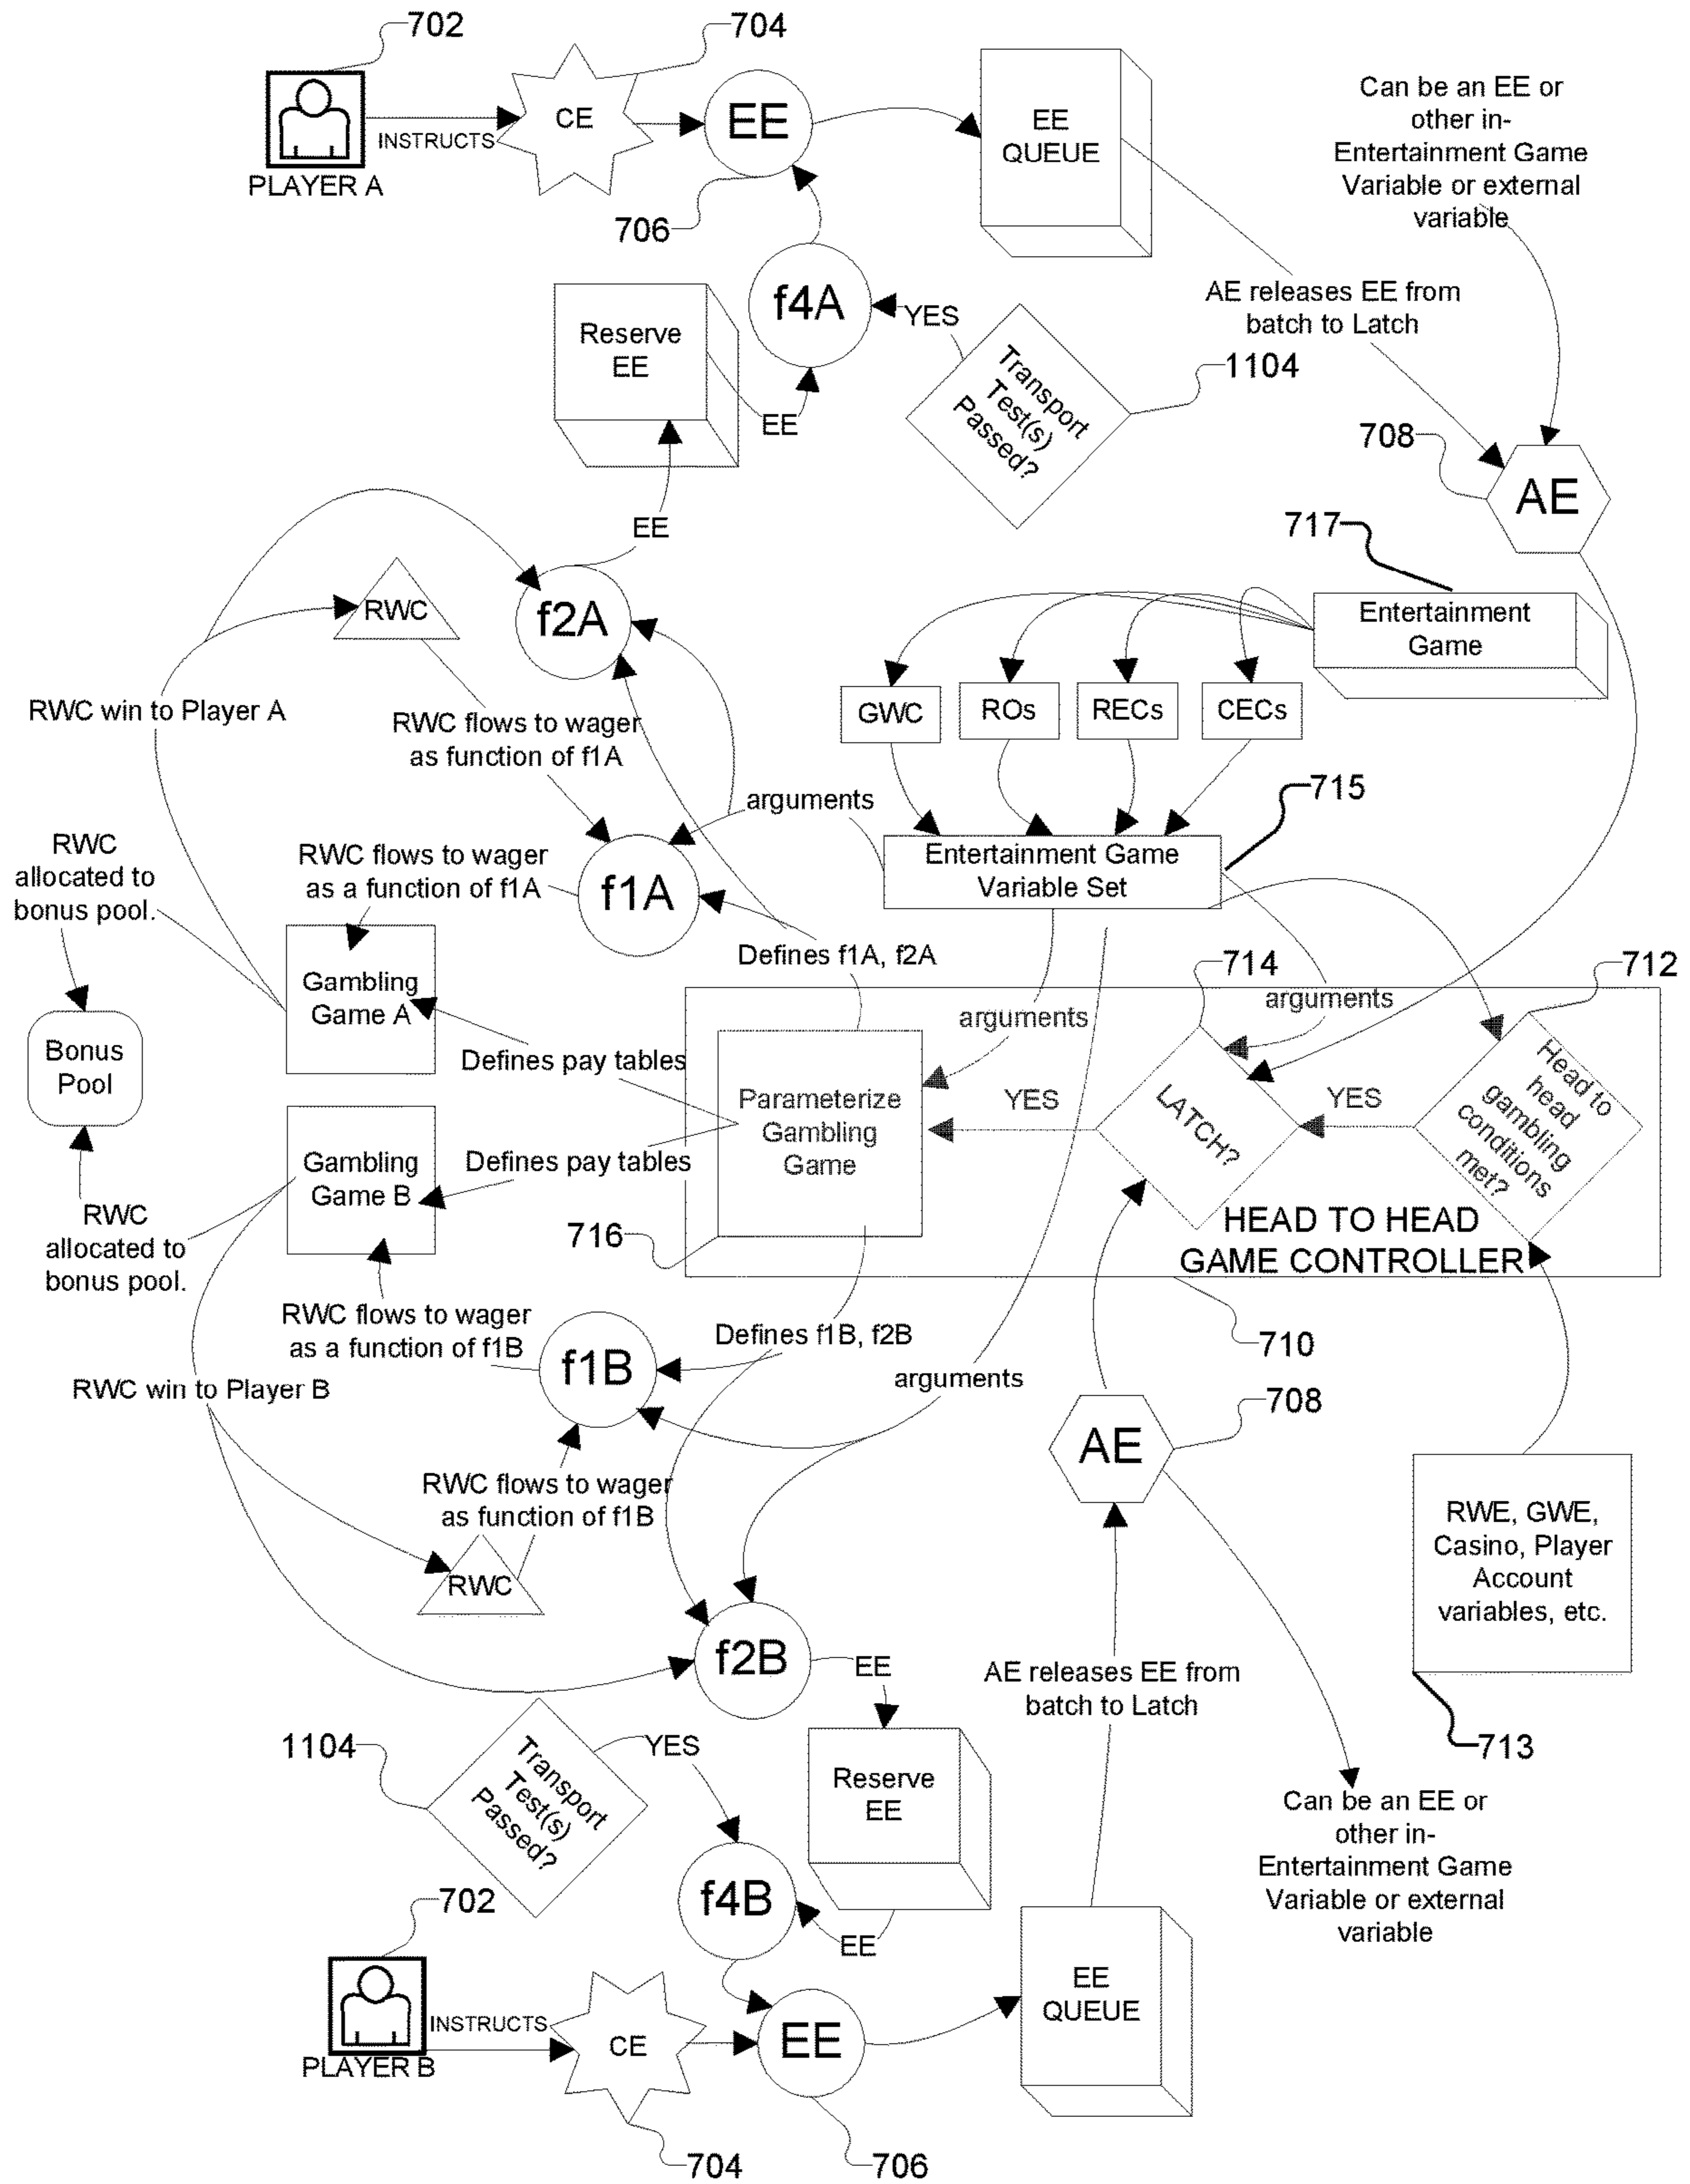 702
704
PLAYER A
INSTRUCTS
CE
EE
706
EE
QUEUE
Can be an EE or
other in-
Entertainment Game
Variable or external
variable
AE releases EE from
batch to Latch
f4A
YES
Reserve
EE
EE
Transport
Test(s)
Passed?
1104
708
AE
EE
717
Entertainment
Game
RWC
f2A
RWC win to Player A
RWC flows to wager
as function of f1A
GWC
ROs
RECs
CECs
arguments
715
Entertainment Game
Variable Set
RWC
allocated to
bonus pool.
RWC flows to wager
as a function of f1A
f1A
Defines f1A, f2A
714
712
arguments
arguments
Gambling
Game A
Bonus
Pool
Defines pay tables
Parameterize
Gambling
Game
YES
LATCH?
YES
Head to
head
gambling
conditions
met?
Gambling
Game B
Defines pay tables
716
HEAD TO HEAD
GAME CONTROLLER
RWC
allocated to
bonus pool.
RWC flows to wager
as a function of f1B
f1B
Defines f1B, f2B
710
arguments
RWC win to Player B
708
AE
RWC flows to wager
as function of f1B
RWC
RWE, GWE,
Casino, Player
Account
variables, etc.
713
f2B
EE
AE releases EE from
batch to Latch
1104
Transport
Test(s)
Passed?
YES
Reserve
EE
Can be an EE or
other in-
Entertainment Game
Variable or external
variable
f4B
EE
702
PLAYER B
INSTRUCTS
CE
EE
EE
QUEUE
704
706